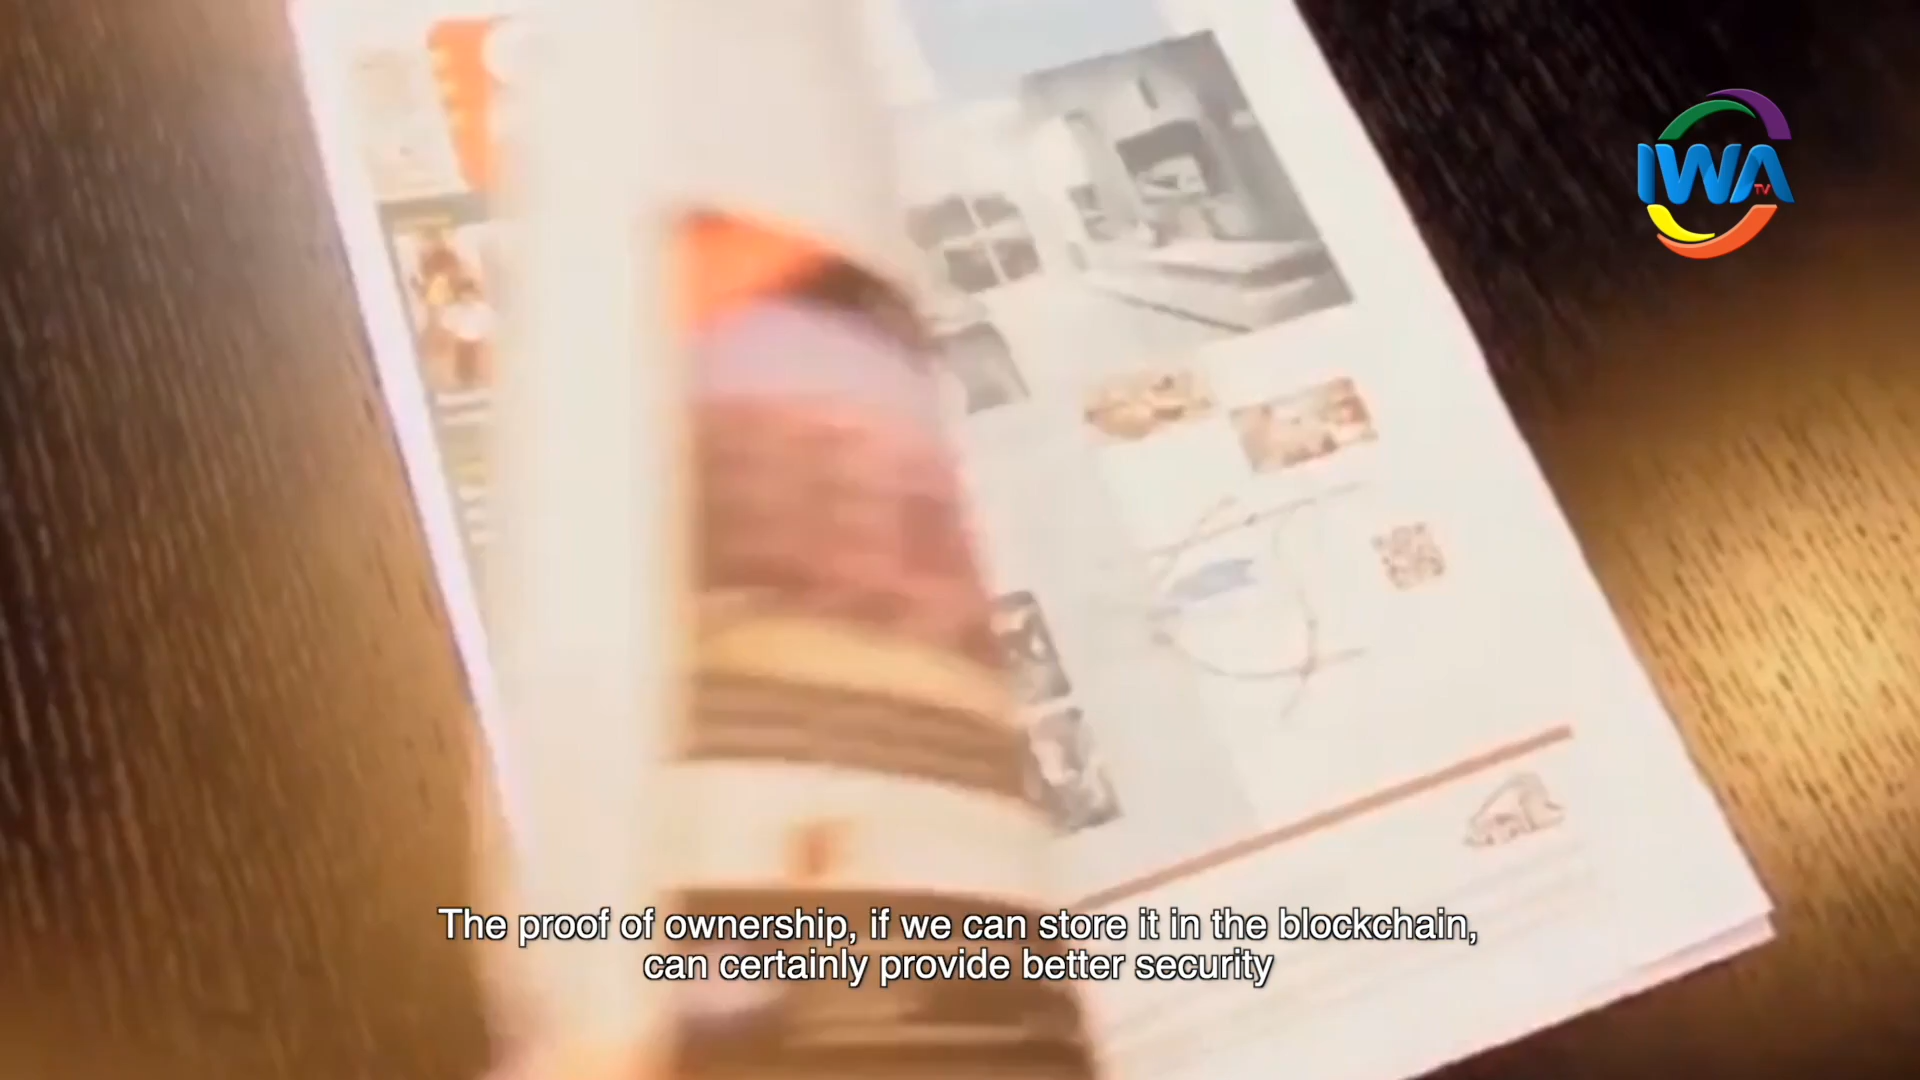 IWA
TV
The proof of ownership, if we can store it in the blockchain,
can certainly provide better security